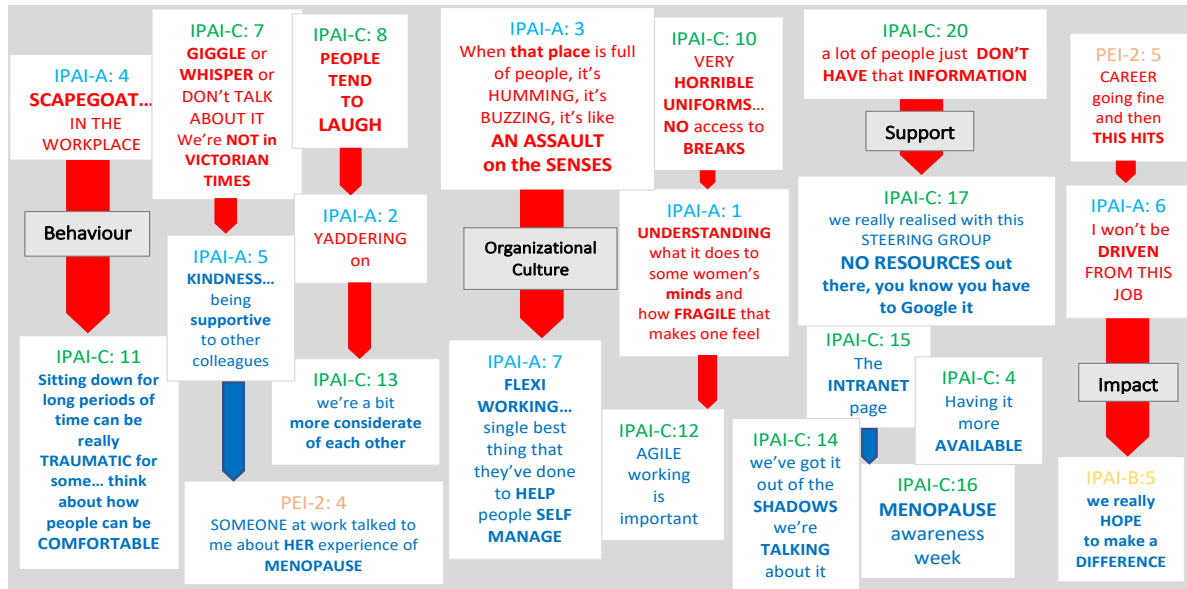 IPAI-A: 4
SCAPEGOAT...
IN THE
WORKPLACE
Behaviour
IPAI-C: 11
Sitting down for
long periods of
time can be
really
TRAUMATIC for
some... think
about how
people can be
COMFORTABLE
IPAI-C: 7
GIGGLE or
WHISPER or
DON'T TALK
ABOUT IT
We're NOT in
VICTORIAN
TIMES
IPAI-A: 5
KINDNESS...
being
supportive
to other
colleagues
PEI-2: 4
SOMEONE at work talked to
me about HER experience of
MENOPAUSE
IPAI-C: 8
PEOPLE
TEND
TO
LAUGH
IPAI-A: 2
YADDERING
on
IPAI-C: 13
we're a bit
more considerate
of each other
IPAI-A: 3
When that place is full
of people, it's
HUMMING, it's
BUZZING, it's like
AN ASSAULT
on the SENSES
Organizational
Culture
IPAI-A: 7
FLEXI
WORKING...
single best
thing that
they've done
to HELP
people SELF
MANAGE
IPAI-C: 10
VERY
HORRIBLE
UNIFORMS...
NO access to
BREAKS
IPAI-A: 1
UNDERSTANDING
what it does to
some women's
minds and
how FRAGILE that
makes one feel
IPAI-C:12
AGILE
working
is
important
IPAI-C: 20
a lot of people just DON'T
HAVE that INFORMATION
Support
IPAI-C: 17
we really realised with this
STEERING GROUP
NO RESOURCES out
there, you know you have
to Google it
IPAI-C: 15
The
INTRANET
page
IPAI-C: 4
Having it
more
AVAILABLE
IPAI-C: 14
we've got it
out of the
SHADOWS
we're
TALKING
about it
IPAI-C:16
MENOPAUSE
awareness
week
PEI-2: 5
CAREER
going fine
and then
THIS HITS
IPAI-A: 6
I won't be
DRIVEN
FROM THIS
JOB
Impact
IPAI-B:5
we really
HOPE
to make a
DIFFERENCE